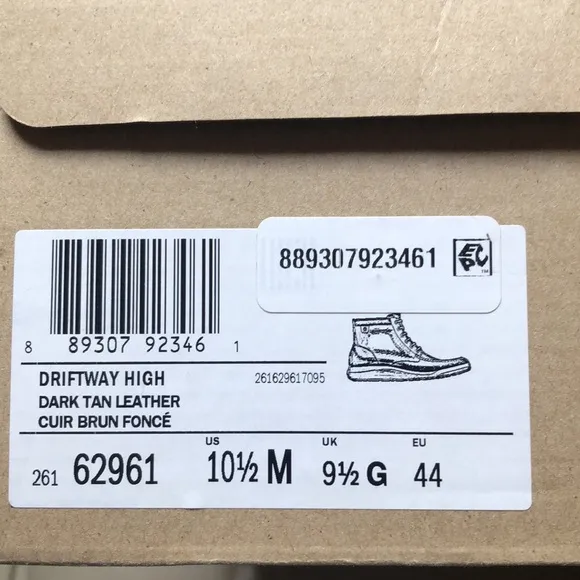 889307923461 EPC™
8 89307 92346 1
DRIFTWAY HIGH 261629617095
DARK TAN LEATHER
CUIR BRUN FONCÉ
US UK EU
261 62961 10½ M 9½ G 44